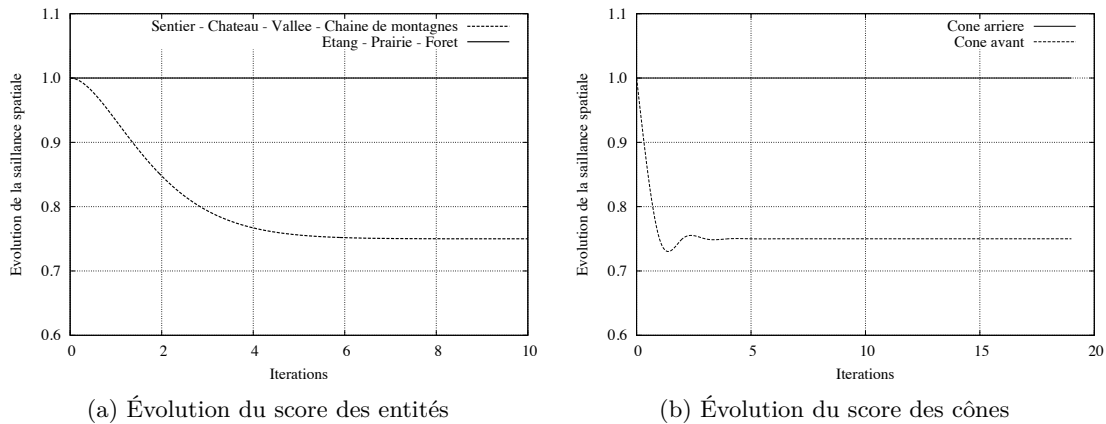 Evolution de la saillance spatiale
1.1
1.0
0.9
0.8
0.7
0.6
Sentier - Chateau - Vallee - Chaine de montagnes
Etang - Prairie - Foret
0 2 4 6 8 10
Iterations
(a) Évolution du score des entités
Evolution de la saillance spatiale
1.1
1.0
0.9
0.8
0.7
0.6
Cone arriere
Cone avant
0 5 10 15 20
Iterations
(b) Évolution du score des cônes